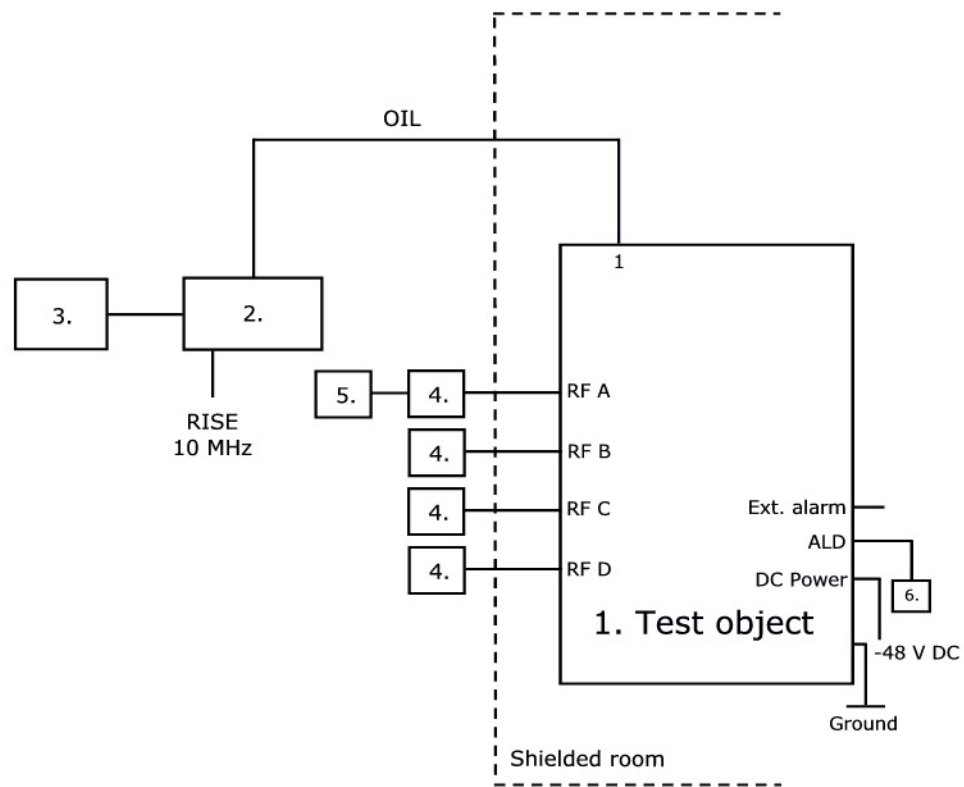 OIL
1
3.
2.
5.
4.
RF A
RISE
10 MHz
4.
RF B
4.
RF C
Ext. alarm
ALD
4.
RF D
DC Power
6.
1. Test object
-48 V DC
Ground
Shielded room